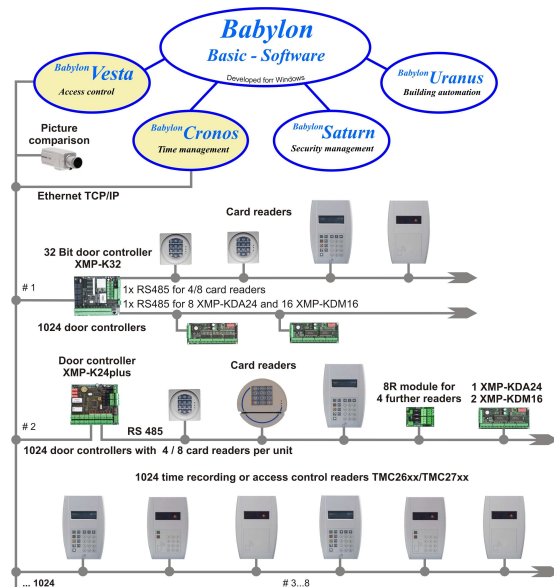 Babylon
Basic - Software
Developed forr Windows
Babylon Vesta
Access control
Babylon Uranus
Building automation
Babylon Cronos
Time management
Babylon Saturn
Security management
Picture
comparison
Ethernet TCP/IP
Card readers
32 Bit door controller
XMP-K32
# 1
1x RS485 for 4/8 card readers
1x RS485 for 8 XMP-KDA24 and 16 XMP-KDM16
1024 door controllers
Door controller
XMP-K24plus
Card readers
8R module for
4 further readers
1 XMP-KDA24
2 XMP-KDM16
# 2
RS 485
1024 door controllers with 4 / 8 card readers per unit
1024 time recording or access control readers TMC26xx/TMC27xx
... 1024
# 3...8